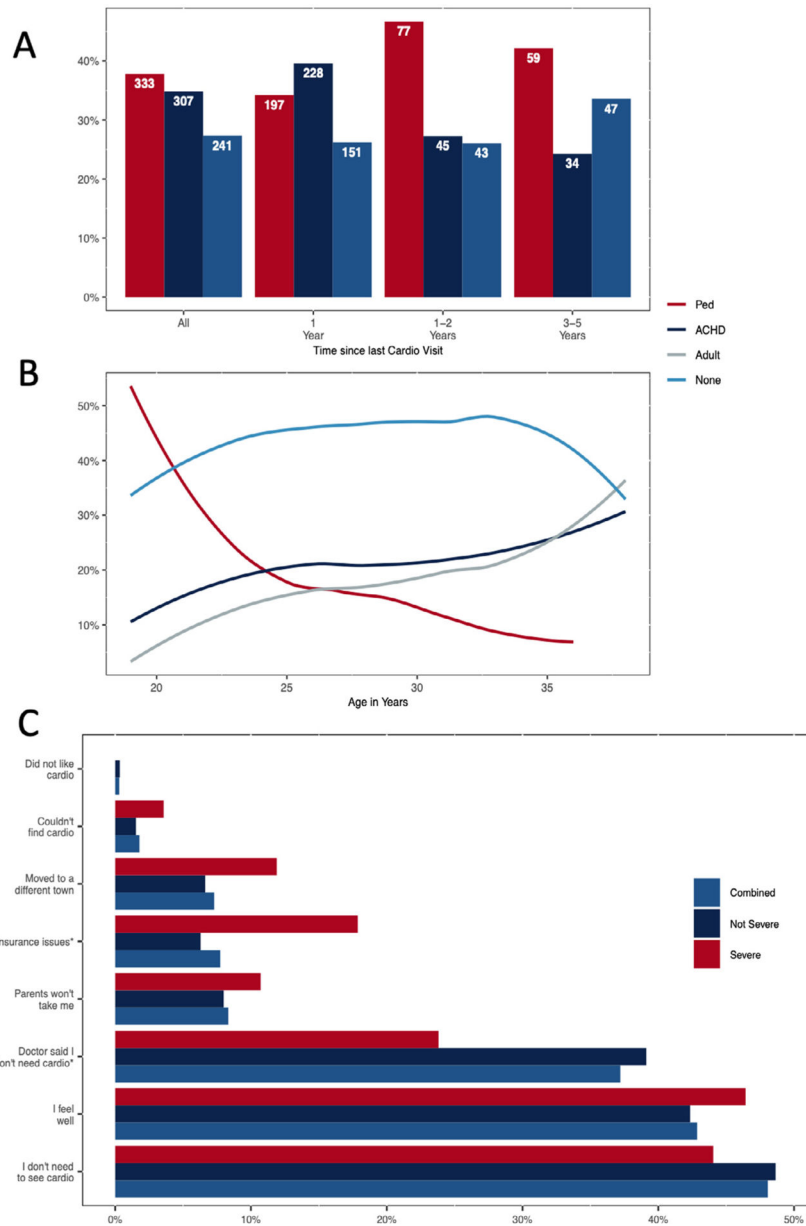 A
40%
30%
20%
10%
0%
333
307
241
197
228
151
77
45
43
59
34
47
All
1
Year
1–2
Years
3–5
Years
Time since last Cardio Visit
Ped
ACHD
Adult
None
B
50%
40%
30%
20%
10%
20
25
30
35
Age in Years
C
Did not like
cardio
Couldn't
find cardio
Moved to a
different town
nsurance issues*
Parents won't
take me
Doctor said I
on't need cardio*
I feel
well
I don't need
to see cardio
Combined
Not Severe
Severe
0%
10%
20%
30%
40%
50%